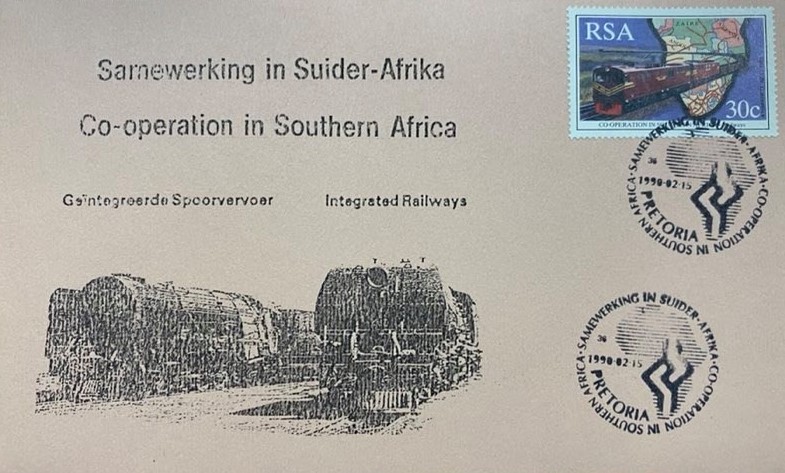 Samewerking in Suider-Afrika
Co-operation in Southern Africa
Geïntegreerde Spoorvervoer
Integrated Railways
RSA
ZAIRE
30c
CO-OPERATION IN
SAMEWERKING IN SUIDER-AFRIKA·CO-OPERATION IN SOUTHERN AFRICA·
36
1990-02-15
PRETORIA
SAMEWERKING IN SUIDER-AFRIKA·CO-OPERATION IN SOUTHERN AFRICA·
36
1990-02-15
PRETORIA